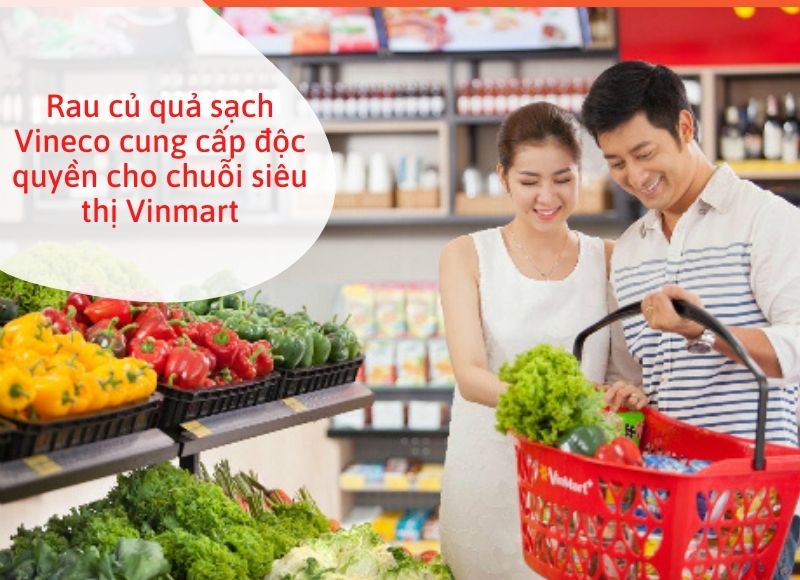 Rau củ quả sạch
Vineco cung cấp độc
quyền cho chuỗi siêu
thị Vinmart
VinMart+